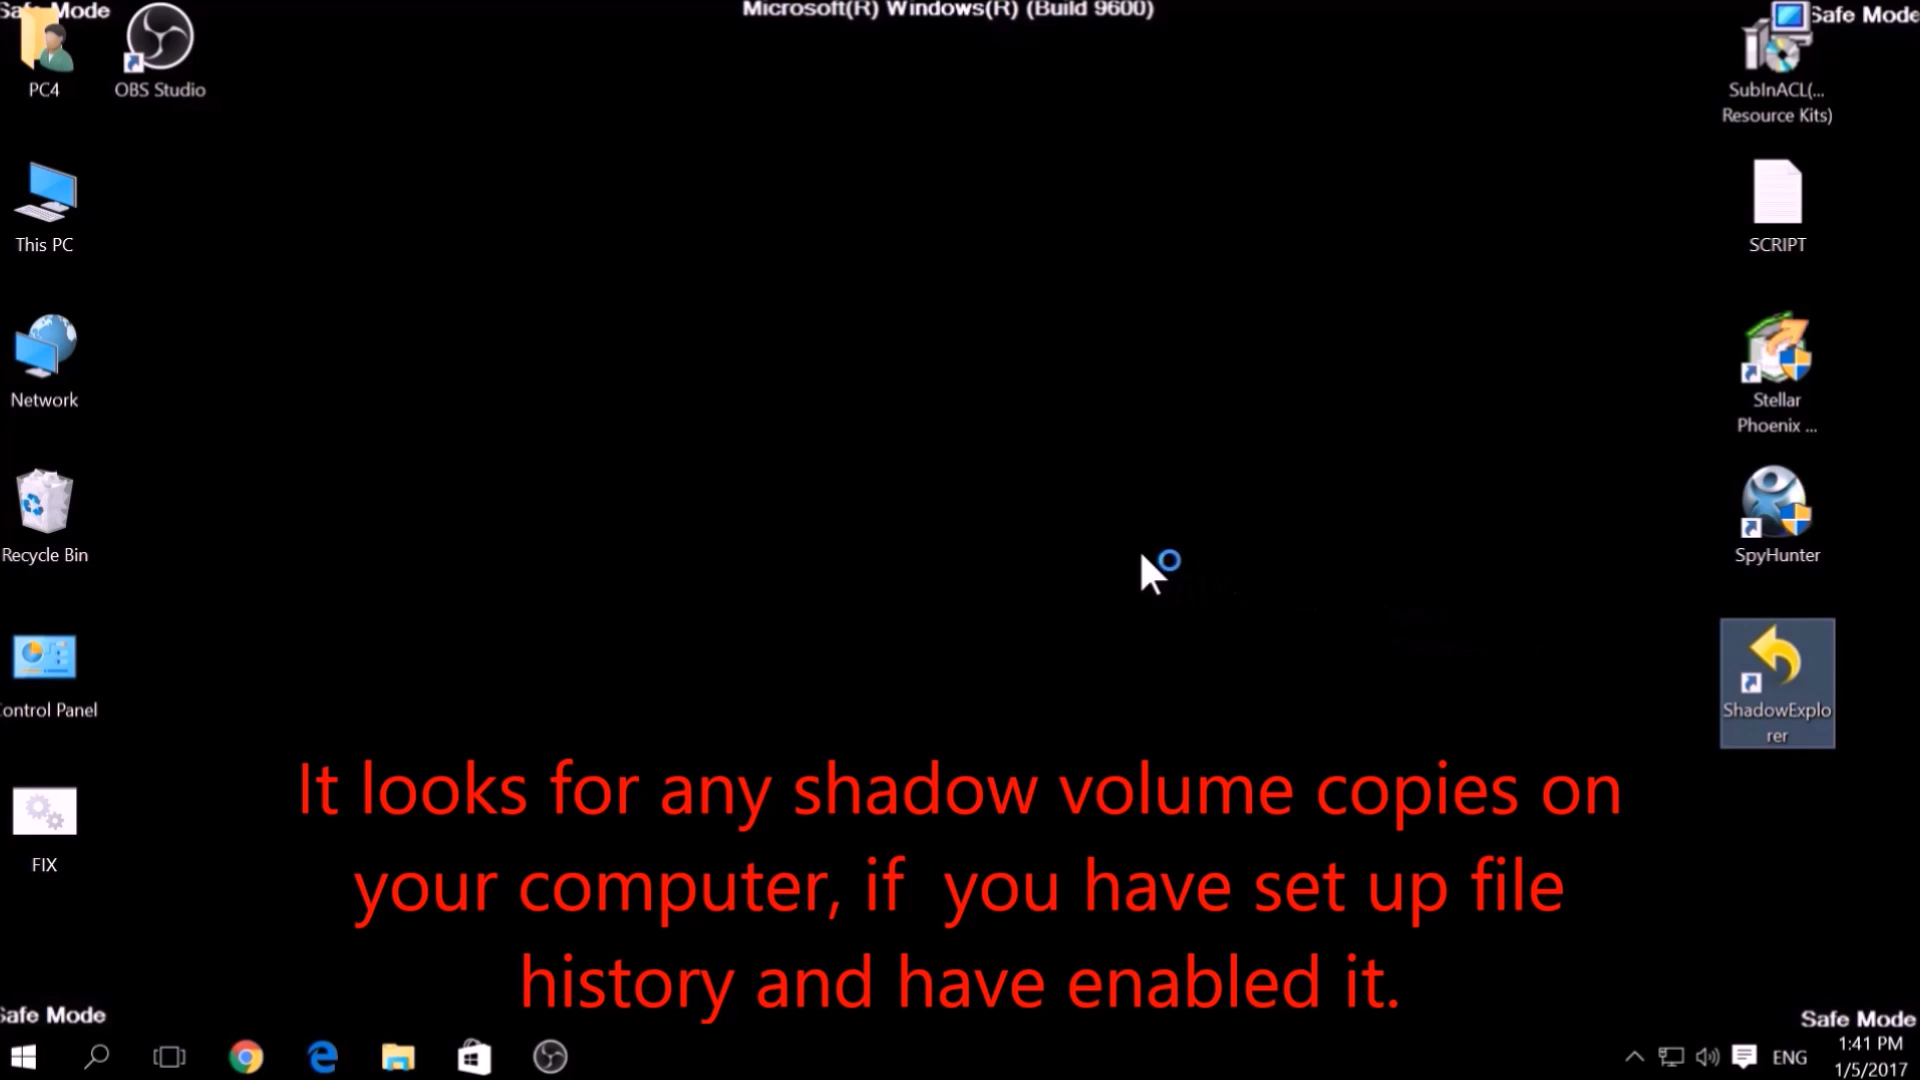 Safe Mode
Microsoft(R) Windows(R) (Build 9600)
Safe Mode
PC4
OBS Studio
SubInACL(...
Resource Kits)
This PC
SCRIPT
Network
Stellar
Phoenix ...
Recycle Bin
SpyHunter
ontrol Panel
ShadowExplo
rer
FIX
It looks for any shadow volume copies on
your computer, if  you have set up file
history and have enabled it.
Safe Mode
Safe Mode
ENG
1:41 PM
1/5/2017